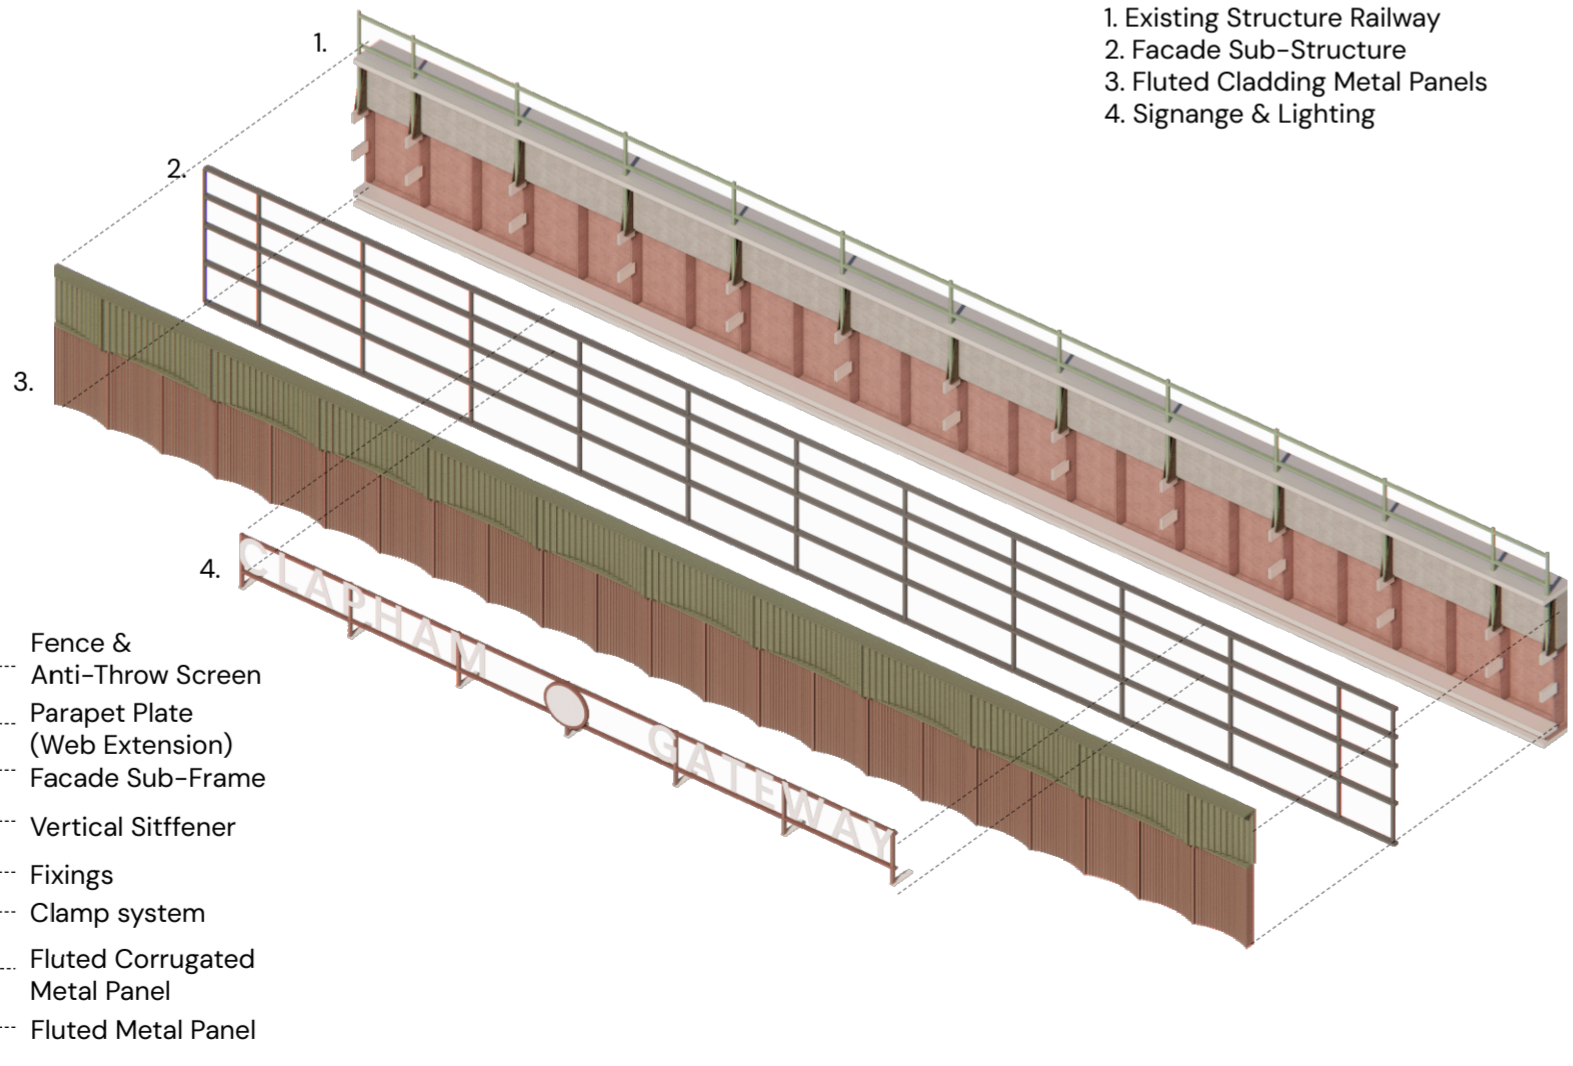 1. Existing Structure Railway
2. Facade Sub-Structure
3. Fluted Cladding Metal Panels
4. Signange & Lighting
1.
2.
3.
4.
CLAPHAM GATEWAY
Fence &
Anti-Throw Screen
Parapet Plate
(Web Extension)
Facade Sub-Frame
Vertical Sitffener
Fixings
Clamp system
Fluted Corrugated
Metal Panel
Fluted Metal Panel